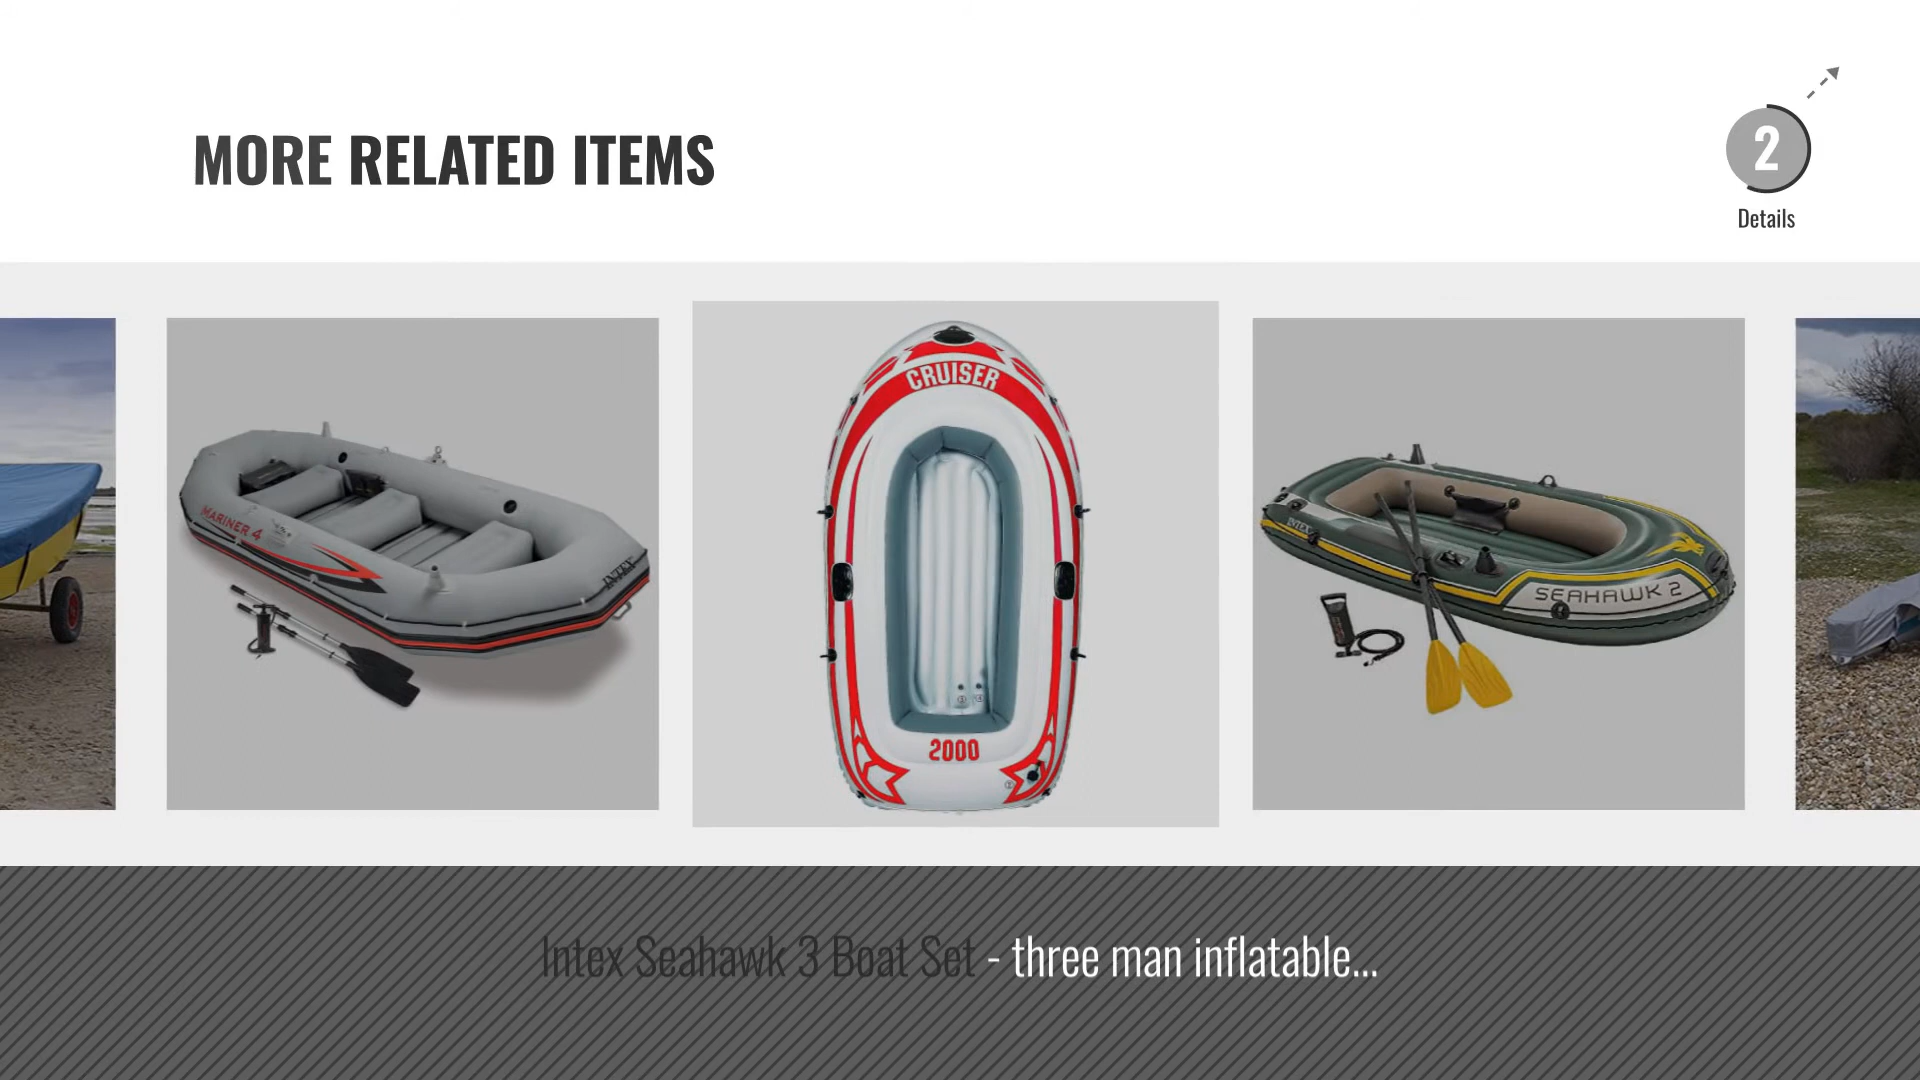 MORE RELATED ITEMS
2
Details
MARINER 4
INTEX
CRUISER
2000
INTEX
SEAHAWK 2
Intex Seahawk 3 Boat Set - three man inflatable...